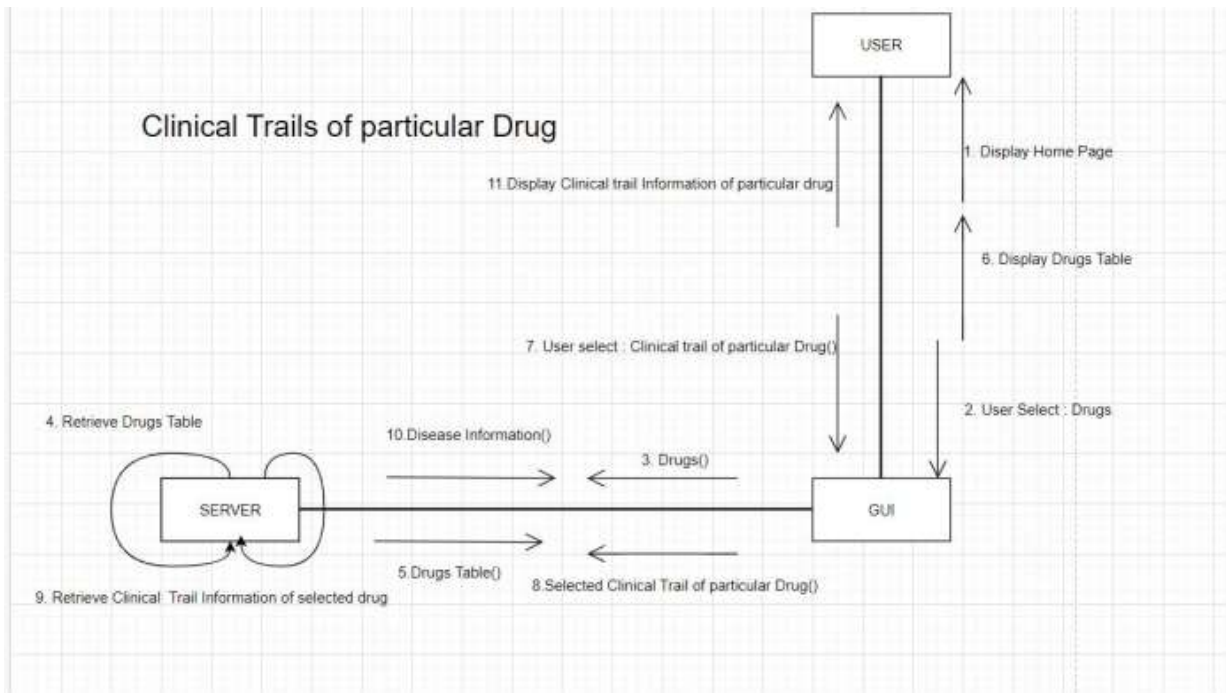 USER
Clinical Trails of particular Drug
1. Display Home Page
11.Display Clinical trail Information of particular drug
6. Display Drugs Table
7. User select : Clinical trail of particular Drug()
2. User Select : Drugs
4. Retrieve Drugs Table
10.Disease Information()
3. Drugs()
SERVER
GUI
5.Drugs Table()
8.Selected Clinical Trail of particular Drug()
9. Retrieve Clinical Trail Information of selected drug